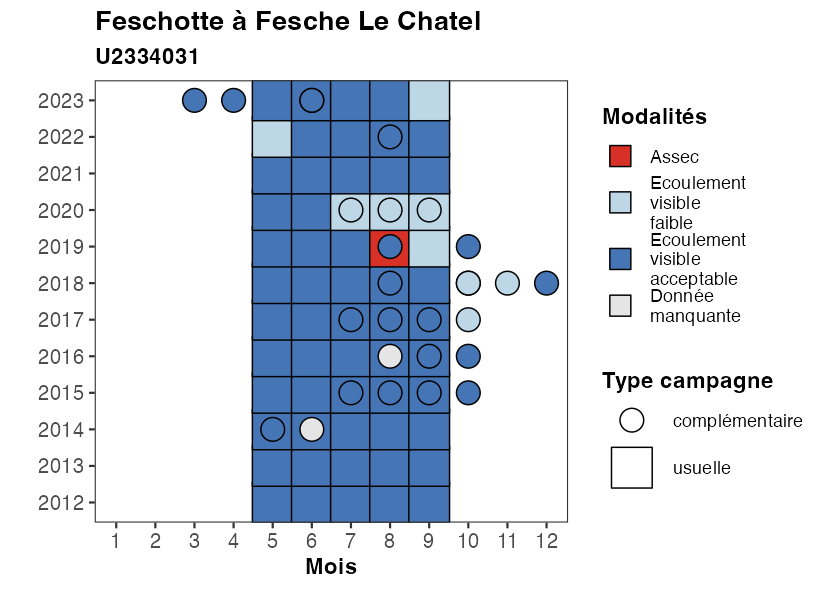 Feschotte à Fesche Le Chatel
U2334031
2023
2022
2021
2020
2019
2018
2017
2016
2015
2014
2013
2012
1 2 3 4 5 6 7 8 9 10 11 12
Mois
Modalités
Assec
Ecoulement
visible
faible
Ecoulement
visible
acceptable
Donnée
manquante
Type campagne
complémentaire
usuelle